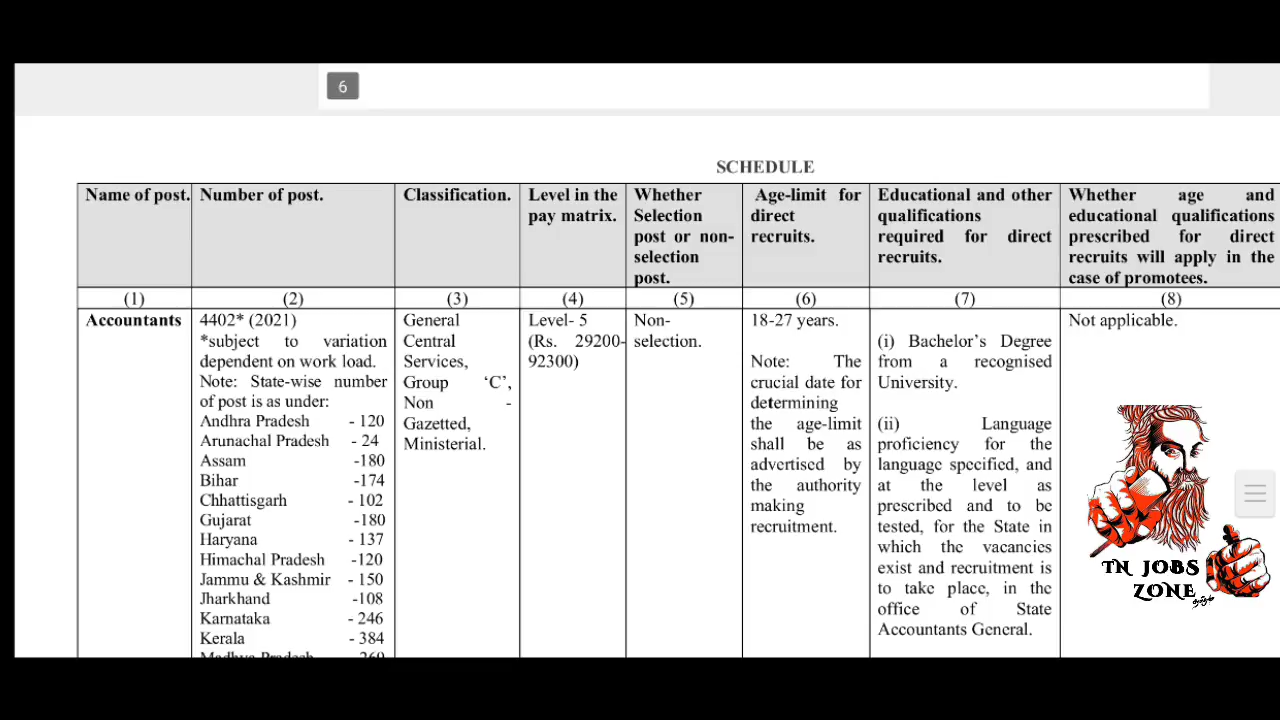 6
SCHEDULE
Name of post.
Number of post.
Classification.
Level in the
pay matrix.
Whether
Selection
post or non-
selection
post.
Age-limit for
direct
recruits.
Educational and other
qualifications
required for direct
recruits.
Whether age and
educational qualifications
prescribed for direct
recruits will apply in the
case of promotees.
(1)
(2)
(3)
(4)
(5)
(6)
(7)
(8)
Accountants
4402* (2021)
*subject to variation
dependent on work load.
Note: State-wise number
of post is as under:
Andhra Pradesh - 120
Arunachal Pradesh - 24
Assam -180
Bihar -174
Chhattisgarh - 102
Gujarat -180
Haryana - 137
Himachal Pradesh -120
Jammu & Kashmir - 150
Jharkhand -108
Karnataka - 246
Kerala - 384
Madhya Pradesh
General
Central
Services,
Group ‘C’,
Non -
Gazetted,
Ministerial.
Level- 5
(Rs. 29200-
92300)
Non-
selection.
18-27 years.
Note: The
crucial date for
determining
the age-limit
shall be as
advertised by
the authority
making
recruitment.
(i) Bachelor’s Degree
from a recognised
University.
(ii) Language
proficiency for the
language specified, and
at the level as
prescribed and to be
tested, for the State in
which the vacancies
exist and recruitment is
to take place, in the
office of State
Accountants General.
Not applicable.
TN JOBS
ZONE